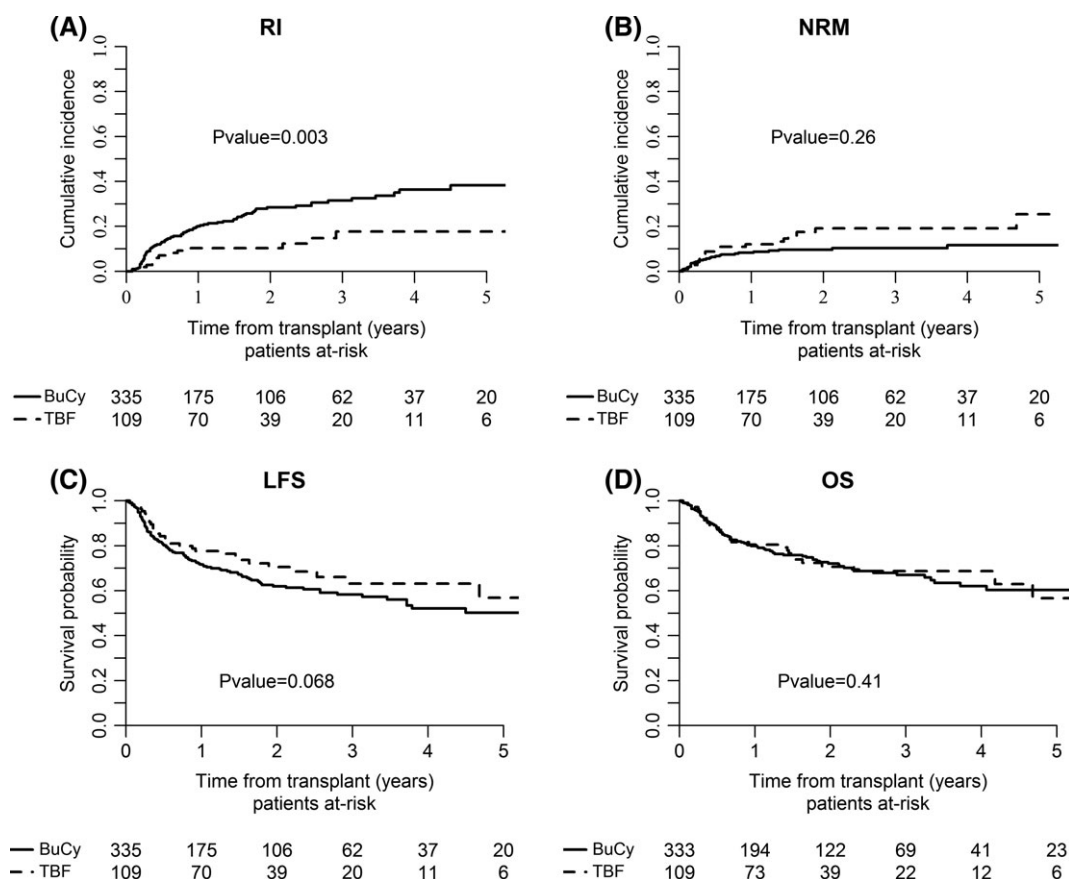 (A)
RI
Cumulative incidence
1.0
0.8
0.6
0.4
0.2
0.0
Pvalue=0.003
0 1 2 3 4 5
Time from transplant (years)
patients at-risk
BuCy 335 175 106 62 37 20
TBF 109 70 39 20 11 6
(B)
NRM
Cumulative incidence
1.0
0.8
0.6
0.4
0.2
0.0
Pvalue=0.26
0 1 2 3 4 5
Time from transplant (years)
patients at-risk
BuCy 335 175 106 62 37 20
TBF 109 70 39 20 11 6
(C)
LFS
Survival probability
1.0
0.8
0.6
0.4
0.2
0.0
Pvalue=0.068
0 1 2 3 4 5
Time from transplant (years)
patients at-risk
BuCy 335 175 106 62 37 20
TBF 109 70 39 20 11 6
(D)
OS
Survival probability
1.0
0.8
0.6
0.4
0.2
0.0
Pvalue=0.41
0 1 2 3 4 5
Time from transplant (years)
patients at-risk
BuCy 333 194 122 69 41 23
TBF 109 73 39 22 12 6